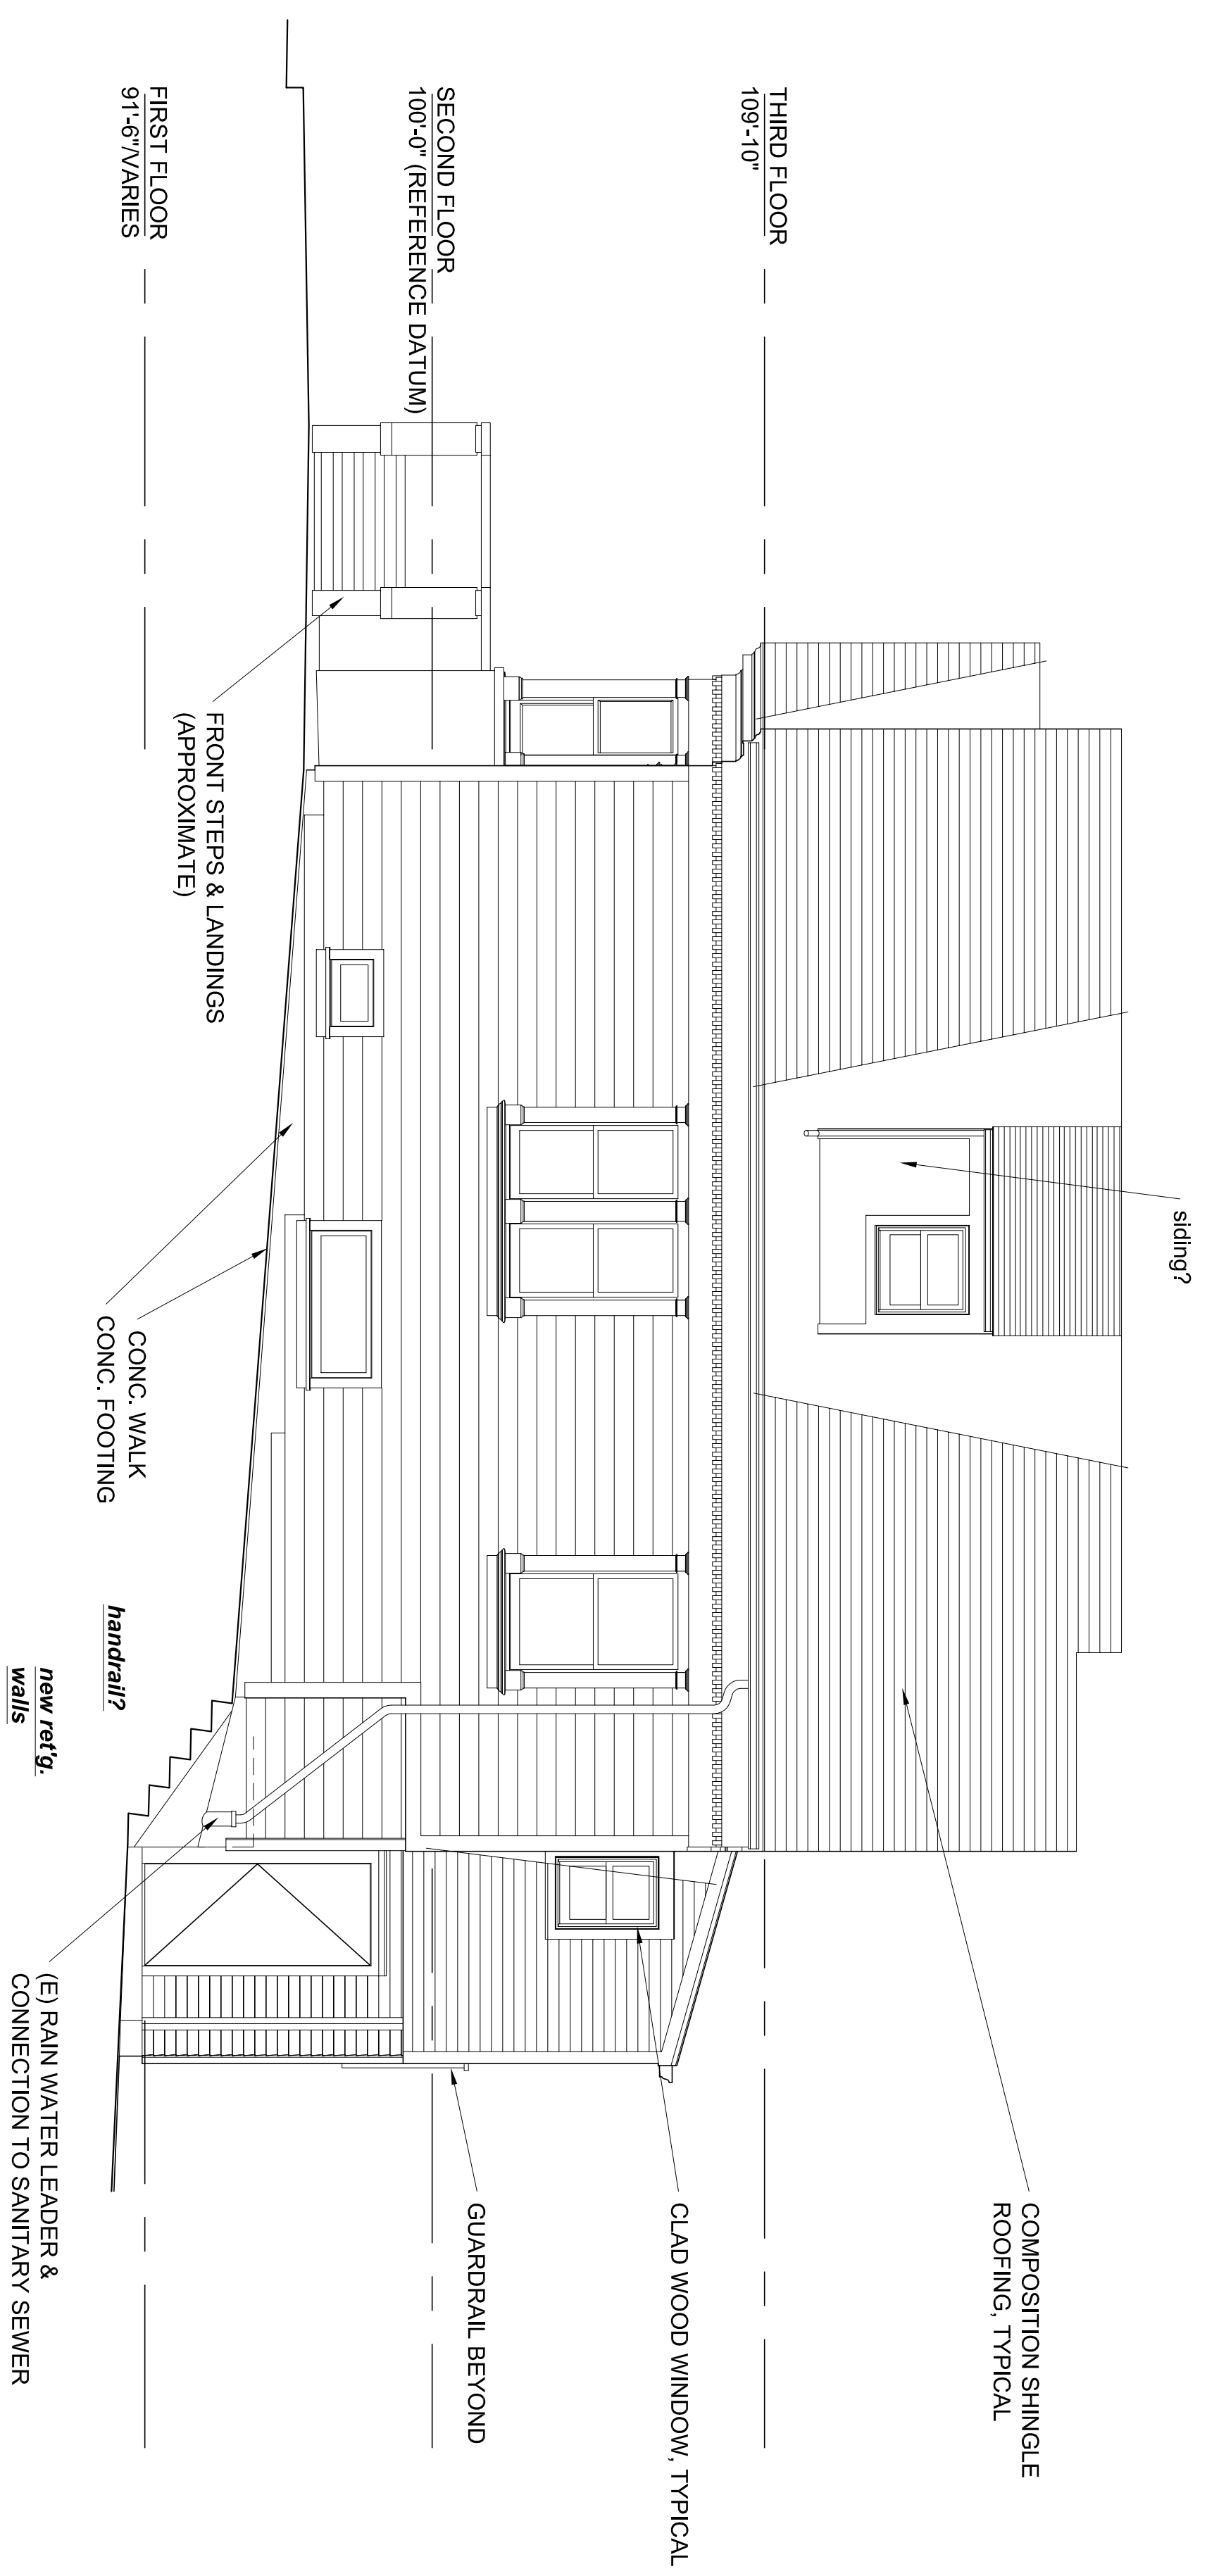 siding?
COMPOSITION SHINGLE
ROOFING, TYPICAL
THIRD FLOOR
109'-10"
CLAD WOOD WINDOW, TYPICAL
SECOND FLOOR
100'-0" (REFERENCE DATUM)
GUARDRAIL BEYOND
FIRST FLOOR
91'-6"/VARIES
FRONT STEPS & LANDINGS
(APPROXIMATE)
CONC. WALK
CONC. FOOTING
handrail?
new ret'g.
walls
(E) RAIN WATER LEADER &
CONNECTION TO SANITARY SEWER